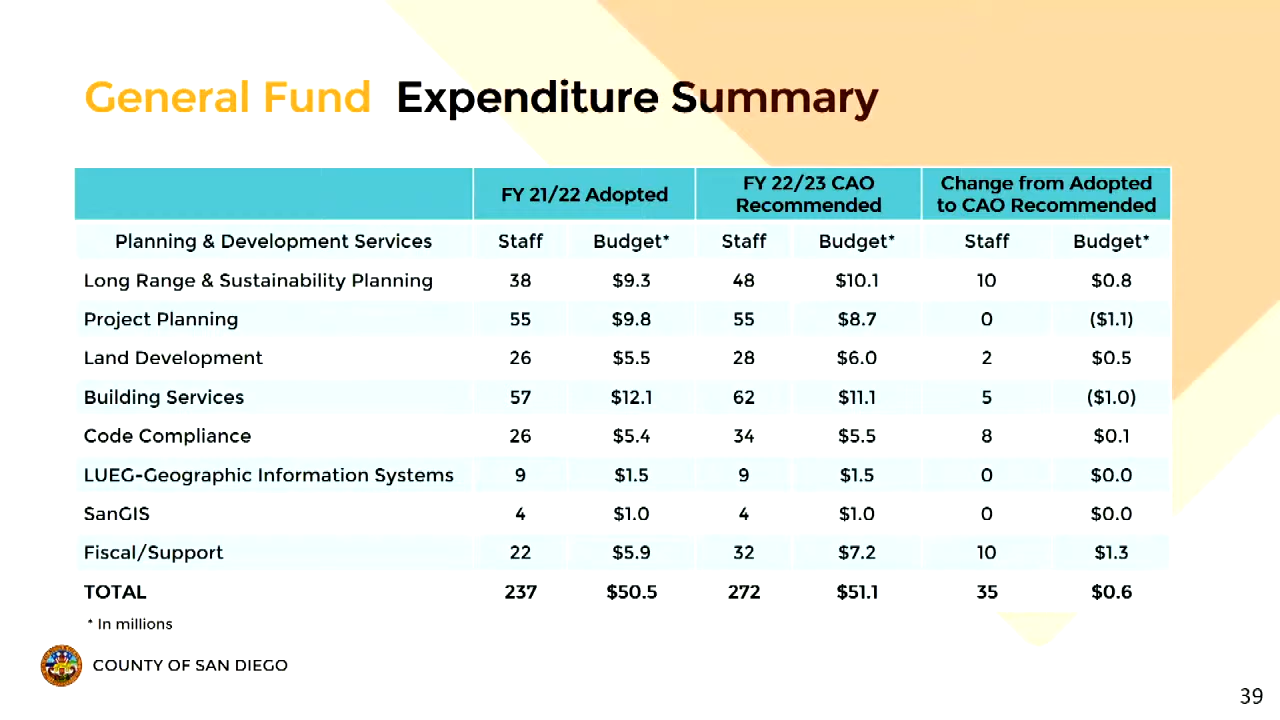 General Fund Expenditure Summary
FY 21/22 Adopted FY 22/23 CAO Recommended Change from Adopted to CAO Recommended
Planning & Development Services Staff Budget* Staff Budget* Staff Budget*
Long Range & Sustainability Planning 38 $9.3 48 $10.1 10 $0.8
Project Planning 55 $9.8 55 $8.7 0 ($1.1)
Land Development 26 $5.5 28 $6.0 2 $0.5
Building Services 57 $12.1 62 $11.1 5 ($1.0)
Code Compliance 26 $5.4 34 $5.5 8 $0.1
LUEG-Geographic Information Systems 9 $1.5 9 $1.5 0 $0.0
SanGIS 4 $1.0 4 $1.0 0 $0.0
Fiscal/Support 22 $5.9 32 $7.2 10 $1.3
TOTAL 237 $50.5 272 $51.1 35 $0.6
* In millions
COUNTY OF SAN DIEGO
39